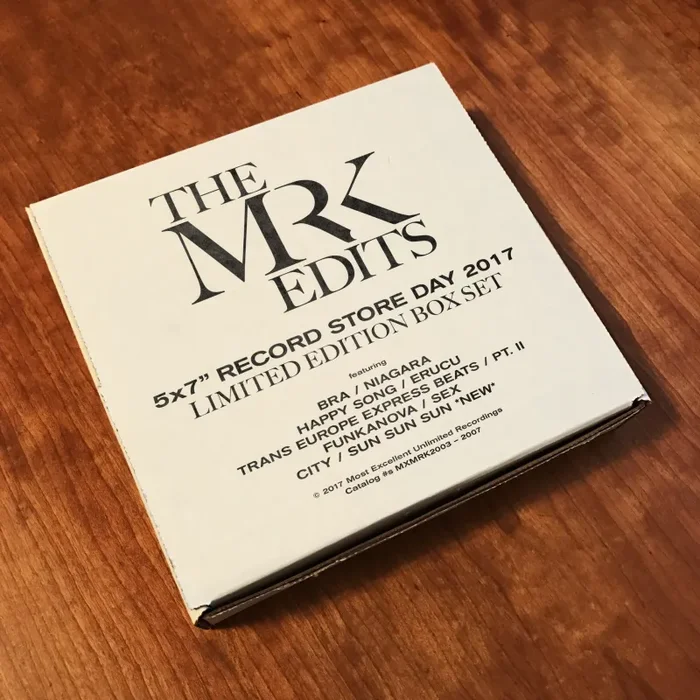 THE
MRK
EDITS
5x7” RECORD STORE DAY 2017
LIMITED EDITION BOX SET
featuring
BRA / NIAGARA
HAPPY SONG / ERUCU
TRANS EUROPE EXPRESS BEATS / PT. II
FUNKANOVA / SEX
CITY / SUN SUN SUN *NEW*
© 2017 Most Excellent Unlimited Recordings
Catalog #s MXMRK2003 – 2007